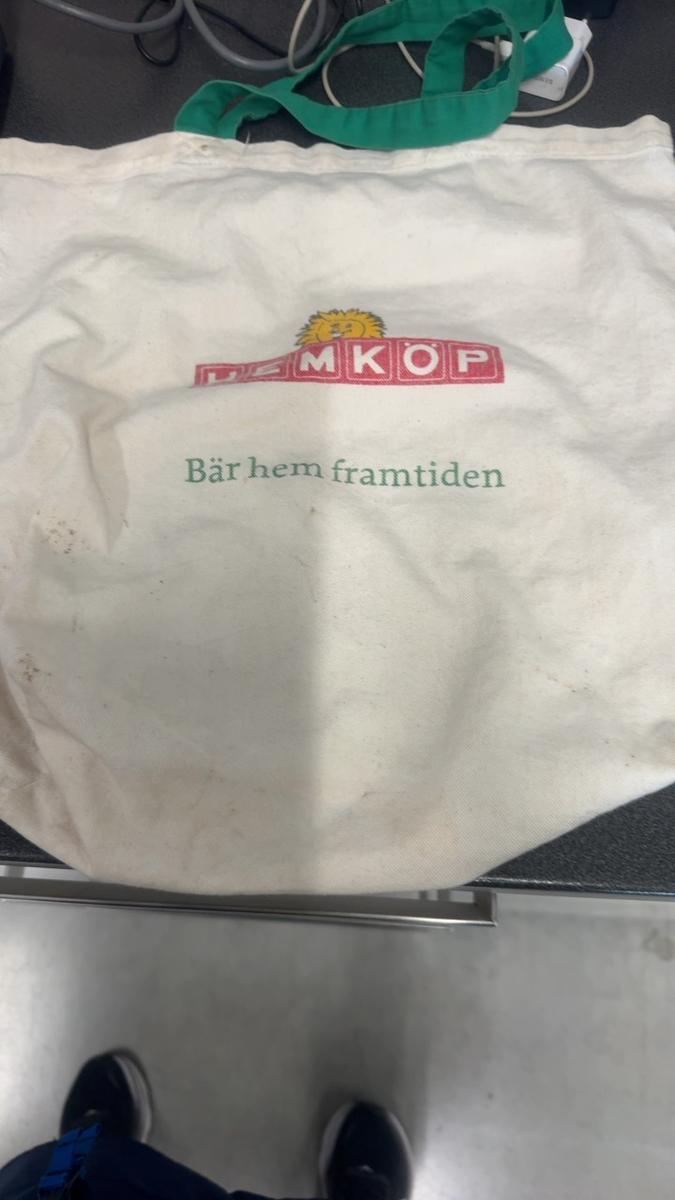 HEMKÖP
Bär hem framtiden